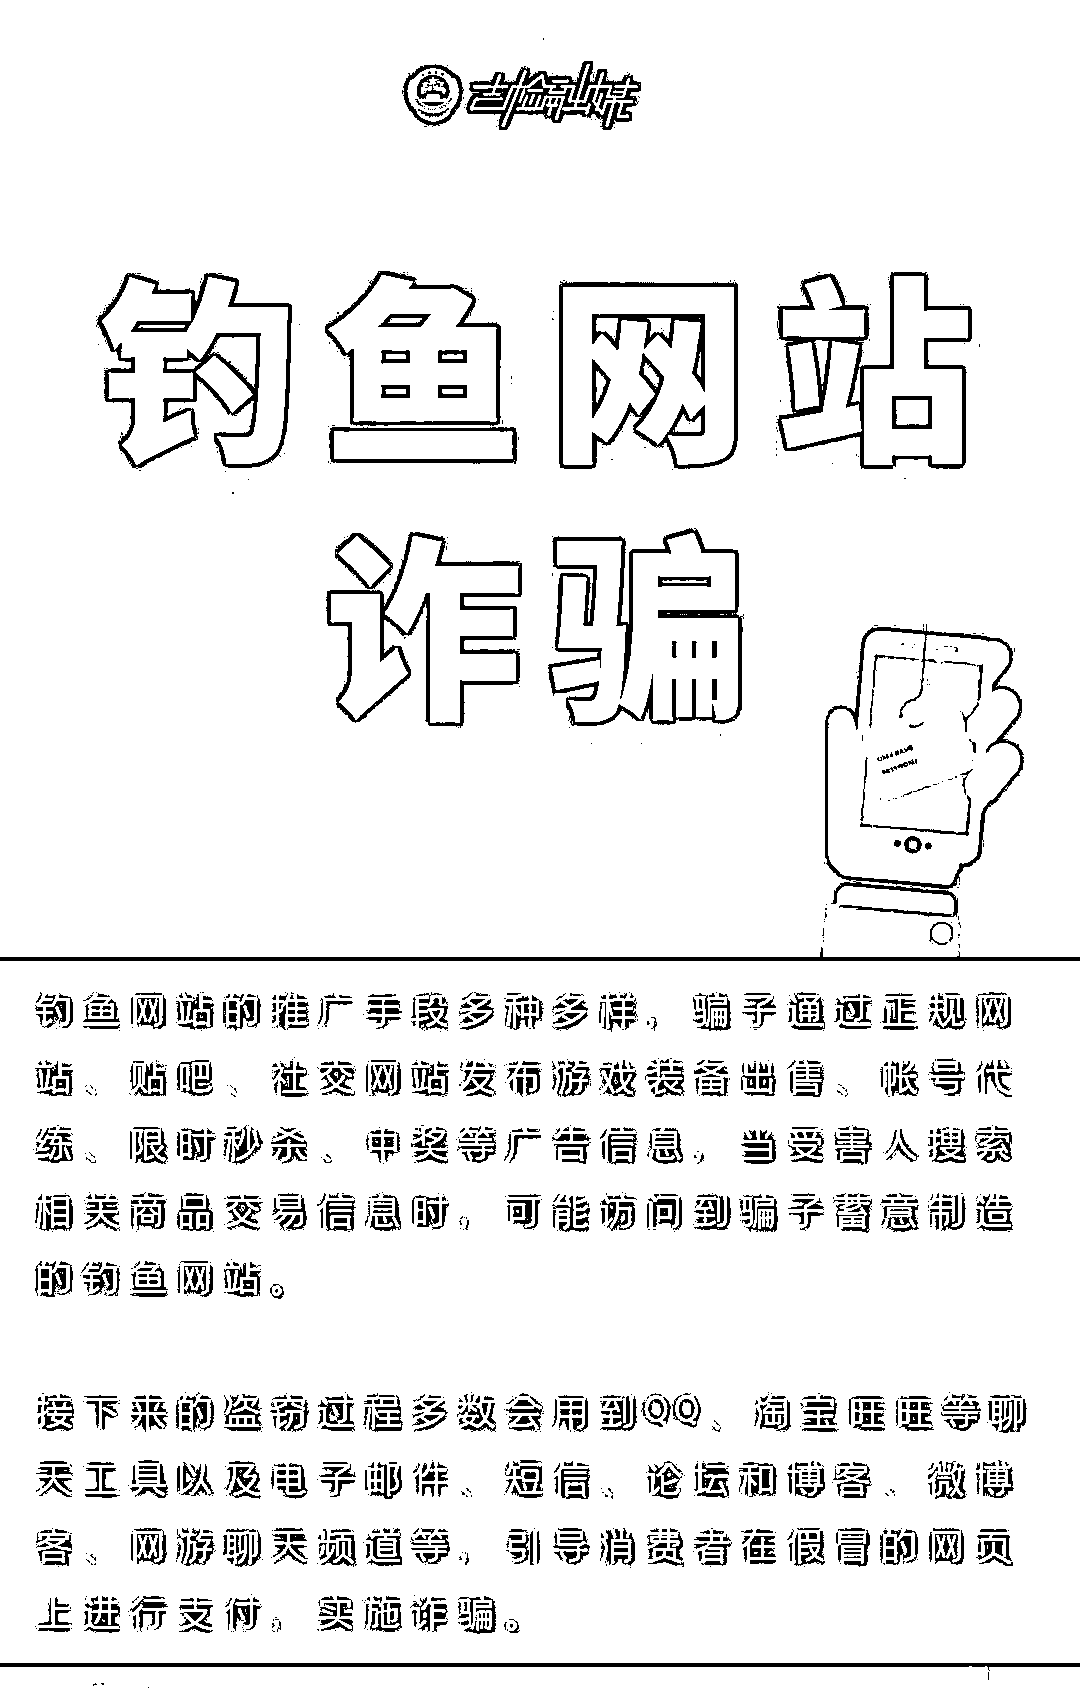 钓鱼网站
诈骗
钓鱼网站的推广手段多种多样，骗子通过正规网
站、贴吧、社交网站发布游戏装备出售、帐号代
练、限时秒杀、中奖等广告信息，当受害人搜索
相关商品交易信息时，可能访问到骗子蓄意制造
的钓鱼网站。
接下来的盗窃过程多数会用到QQ、淘宝旺旺等聊
天工具以及电子邮件、短信、论坛和博客、微博
客、网游聊天频道等，引导消费者在假冒的网页
上进行支付，实施诈骗。